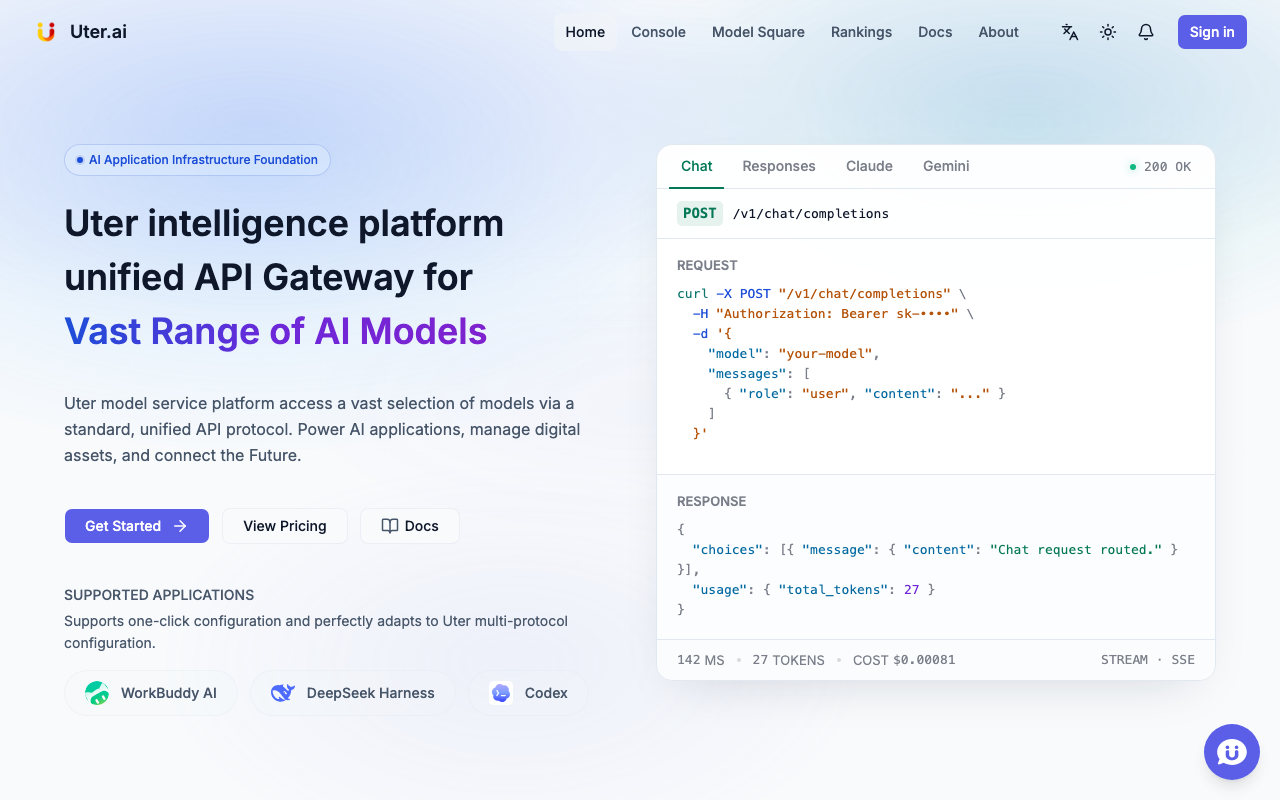 Uter.ai
Home Console Model Square Rankings Docs About Sign in
AI Application Infrastructure Foundation
Uter intelligence platform
unified API Gateway for
Vast Range of AI Models
Uter model service platform access a vast selection of models via a
standard, unified API protocol. Power AI applications, manage digital
assets, and connect the Future.
Get Started View Pricing Docs
SUPPORTED APPLICATIONS
Supports one-click configuration and perfectly adapts to Uter multi-protocol
configuration.
WorkBuddy AI DeepSeek Harness Codex
Chat Responses Claude Gemini 200 OK
POST /v1/chat/completions
REQUEST
curl -X POST "/v1/chat/completions" \
-H "Authorization: Bearer sk-••••" \
-d '{
"model": "your-model",
"messages": [
{ "role": "user", "content": "..." }
]
}'
RESPONSE
{
"choices": [{ "message": { "content": "Chat request routed." }
}],
"usage": { "total_tokens": 27 }
}
142 MS • 27 TOKENS • COST $0.00081 STREAM · SSE